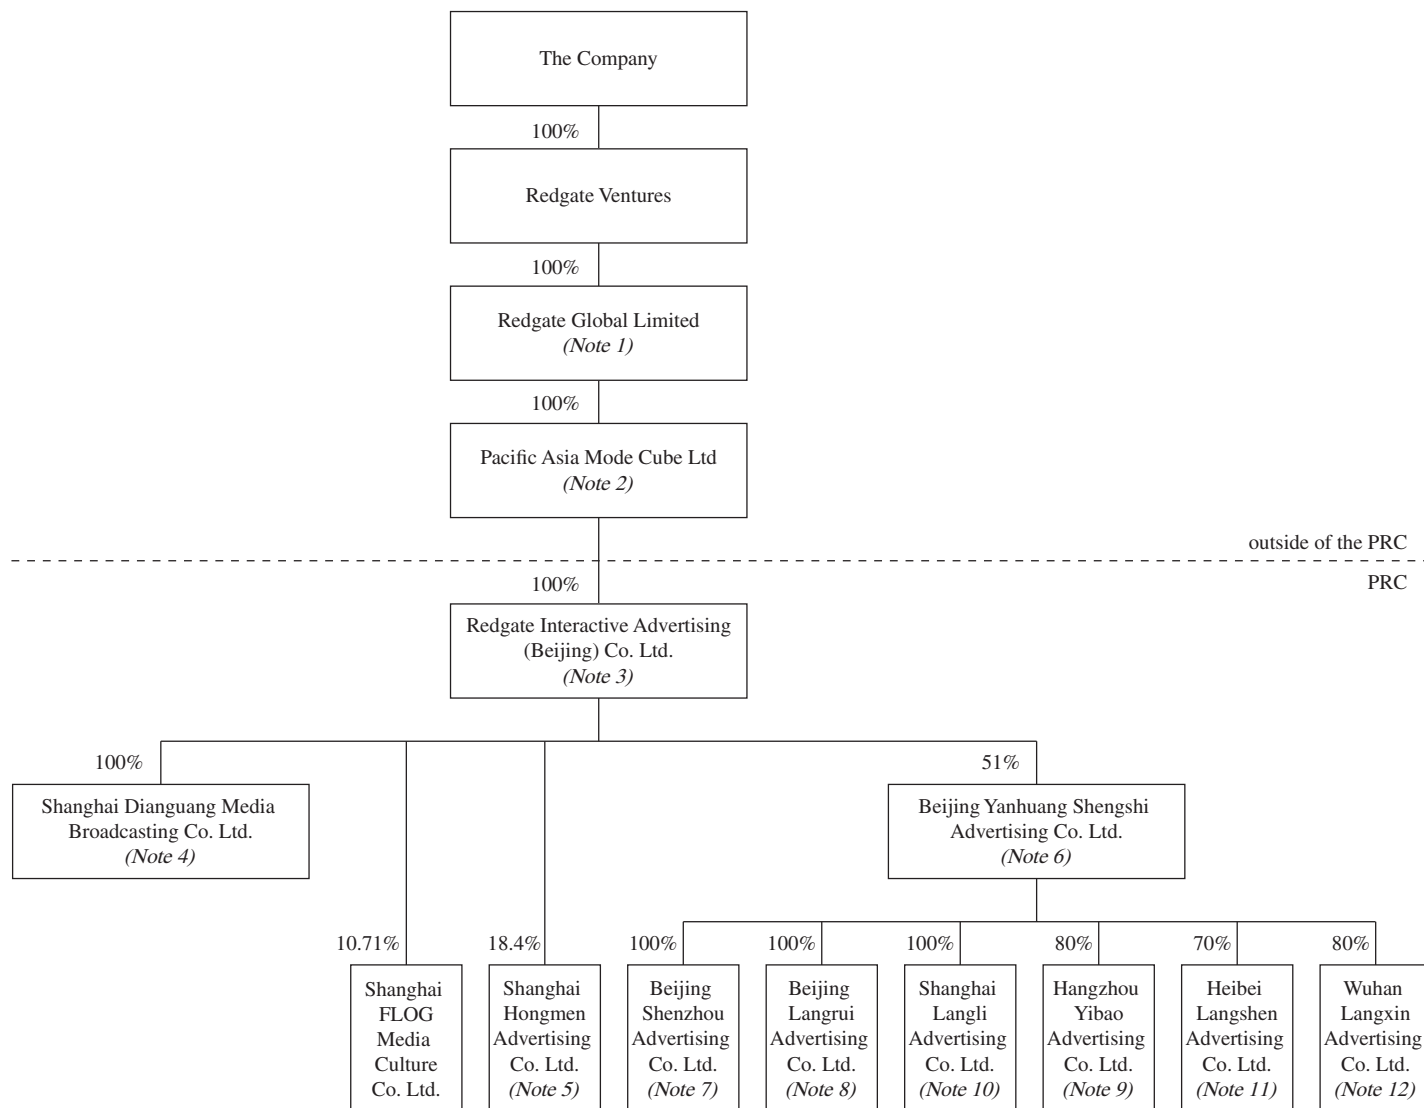 The Company
100%
Redgate Ventures
100%
Redgate Global Limited
(Note 1)
100%
Pacific Asia Mode Cube Ltd
(Note 2)
outside of the PRC
100%
PRC
Redgate Interactive Advertising
(Beijing) Co. Ltd.
(Note 3)
100%
51%
Shanghai Dianguang Media
Broadcasting Co. Ltd.
(Note 4)
Beijing Yanhuang Shengshi
Advertising Co. Ltd.
(Note 6)
10.71%
18.4%
100%
100%
100%
80%
70%
80%
Shanghai
FLOG
Media
Culture
Co. Ltd.
Shanghai
Hongmen
Advertising
Co. Ltd.
(Note 5)
Beijing
Shenzhou
Advertising
Co. Ltd.
(Note 7)
Beijing
Langrui
Advertising
Co. Ltd.
(Note 8)
Shanghai
Langli
Advertising
Co. Ltd.
(Note 10)
Hangzhou
Yibao
Advertising
Co. Ltd.
(Note 9)
Heibei
Langshen
Advertising
Co. Ltd.
(Note 11)
Wuhan
Langxin
Advertising
Co. Ltd.
(Note 12)